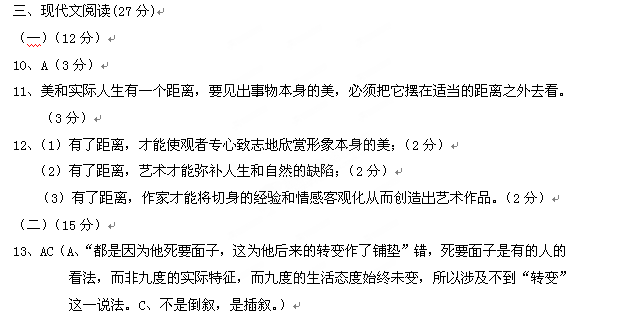 三、现代文阅读(27 分)
（一）（12 分）
10、A（3 分）
11、美和实际人生有一个距离，要见出事物本身的美，必须把它摆在适当的距离之外去看。
（3 分）
12、（1）有了距离，才能使观者专心致志地欣赏形象本身的美；（2 分）
（2）有了距离，艺术才能弥补人生和自然的缺陷；（2 分）
（3）有了距离，作家才能将切身的经验和情感客观化从而创造出艺术作品。（2 分）
（二）（15 分）
13、AC（A、“都是因为他死要面子，这为他后来的转变作了铺垫”错，死要面子是有的人的
看法，而非九度的实际特征，而九度的生活态度始终未变，所以涉及不到“转变”
这一说法。C、不是倒叙，是插叙。）